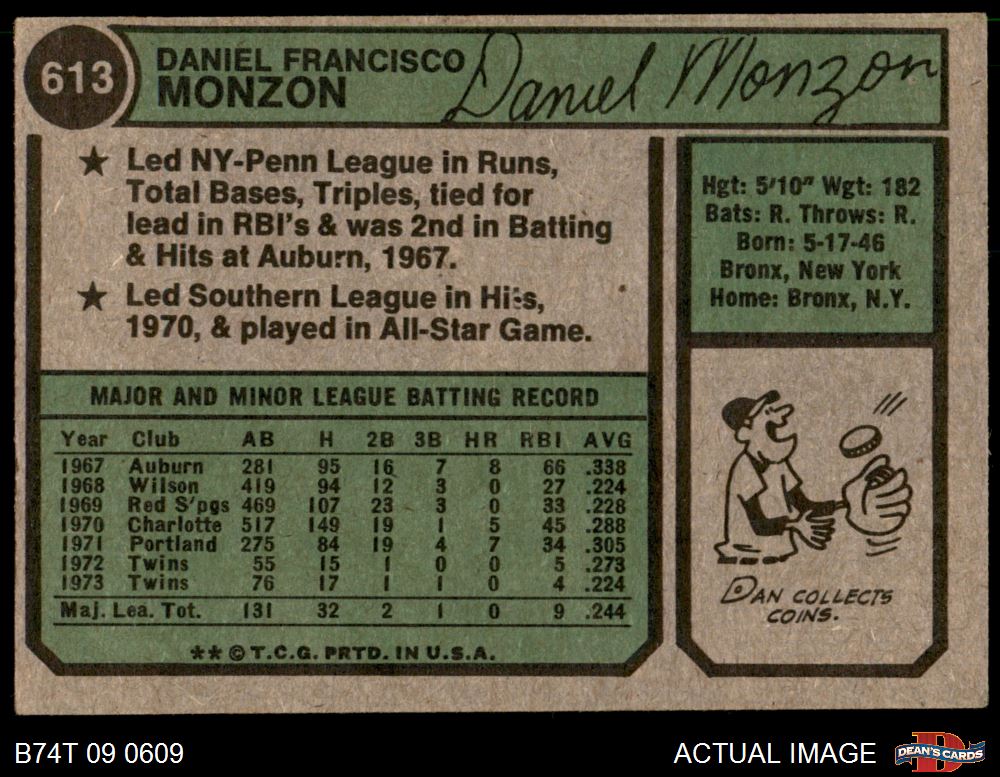 613
DANIEL FRANCISCO
MONZON
Daniel Monzon
★ Led NY-Penn League in Runs,
Total Bases, Triples, tied for
lead in RBI's & was 2nd in Batting
& Hits at Auburn, 1967.
★ Led Southern League in Hits,
1970, & played in All-Star Game.
Hgt: 5'10" Wgt: 182
Bats: R. Throws: R.
Born: 5-17-46
Bronx, New York
Home: Bronx, N.Y.
MAJOR AND MINOR LEAGUE BATTING RECORD
Year Club AB H 2B 3B HR RBI AVG
1967 Auburn 281 95 16 7 8 66 .338
1968 Wilson 419 94 12 3 0 27 .224
1969 Red S'pgs 469 107 23 3 0 33 .228
1970 Charlotte 517 149 19 1 5 45 .288
1971 Portland 275 84 19 4 7 34 .305
1972 Twins 55 15 1 0 0 5 .273
1973 Twins 76 17 1 1 0 4 .224
Maj. Lea. Tot. 131 32 2 1 0 9 .244
** © T.C.G. PRTD. IN U.S.A.
DAN COLLECTS
COINS.
B74T 09 0609
ACTUAL IMAGE
D
DEAN'S CARDS